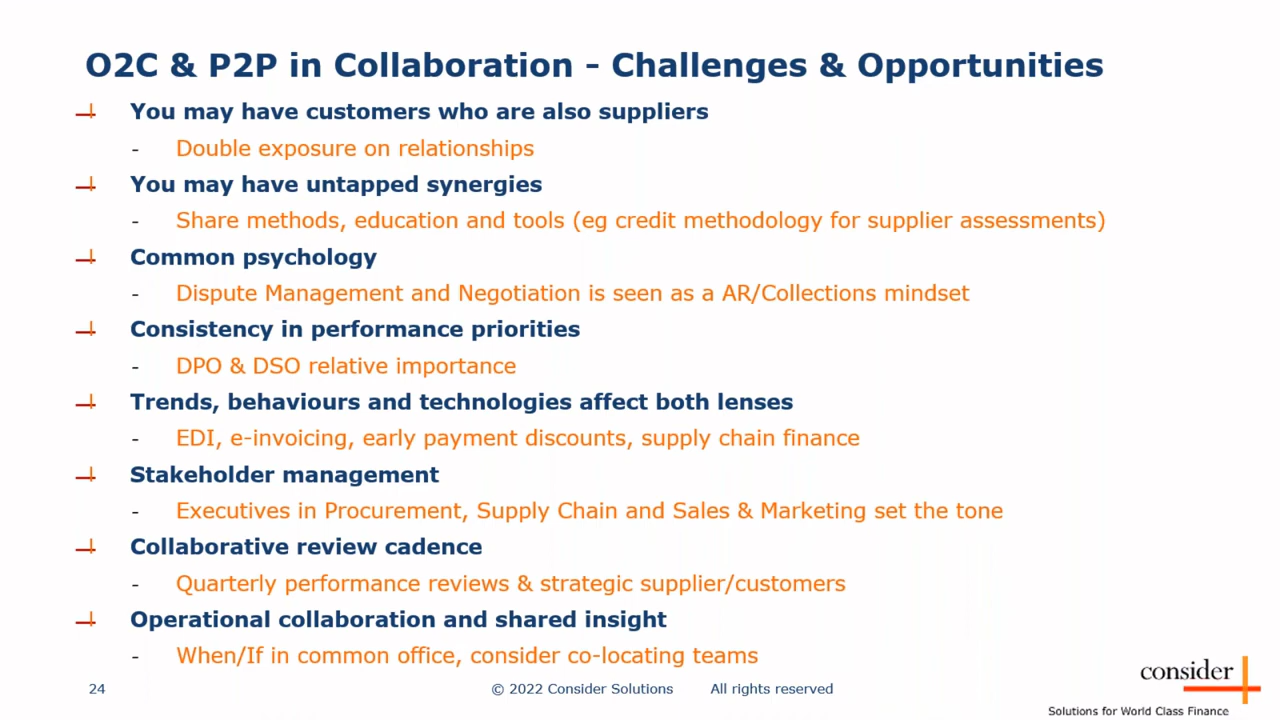 O2C & P2P in Collaboration - Challenges & Opportunities
You may have customers who are also suppliers
- Double exposure on relationships
You may have untapped synergies
- Share methods, education and tools (eg credit methodology for supplier assessments)
Common psychology
- Dispute Management and Negotiation is seen as a AR/Collections mindset
Consistency in performance priorities
- DPO & DSO relative importance
Trends, behaviours and technologies affect both lenses
- EDI, e-invoicing, early payment discounts, supply chain finance
Stakeholder management
- Executives in Procurement, Supply Chain and Sales & Marketing set the tone
Collaborative review cadence
- Quarterly performance reviews & strategic supplier/customers
Operational collaboration and shared insight
- When/If in common office, consider co-locating teams
24
© 2022 Consider Solutions All rights reserved
consider
Solutions for World Class Finance